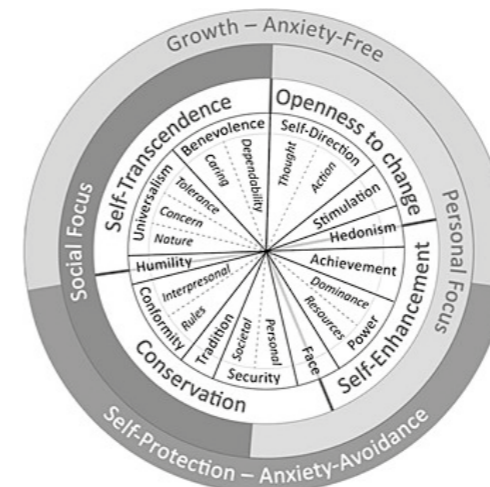 Growth – Anxiety-Free
Social Focus
Personal Focus
Self-Protection – Anxiety-Avoidance
Self-Transcendence
Openness to change
Self-Enhancement
Conservation
Benevolence
Caring
Dependability
Self-Direction
Thought
Action
Stimulation
Hedonism
Achievement
Dominance
Resources
Power
Face
Security
Personal
Societal
Tradition
Conformity
Rules
Interpresonal
Humility
Universalism
Nature
Concern
Tolerance